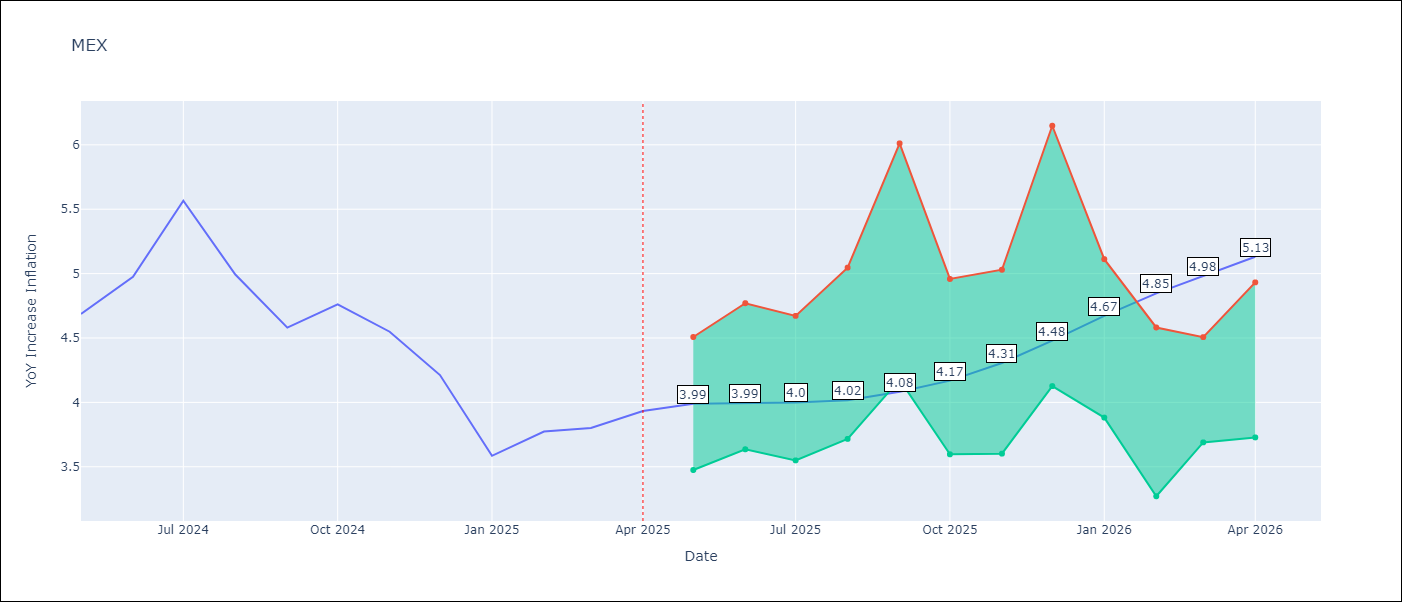 MEX
YoY Increase Inflation
6
5.5
5
4.5
4
3.5
3.99
3.99
4.0
4.02
4.08
4.17
4.31
4.48
4.67
4.85
4.98
5.13
Jul 2024
Oct 2024
Jan 2025
Apr 2025
Jul 2025
Oct 2025
Jan 2026
Apr 2026
Date